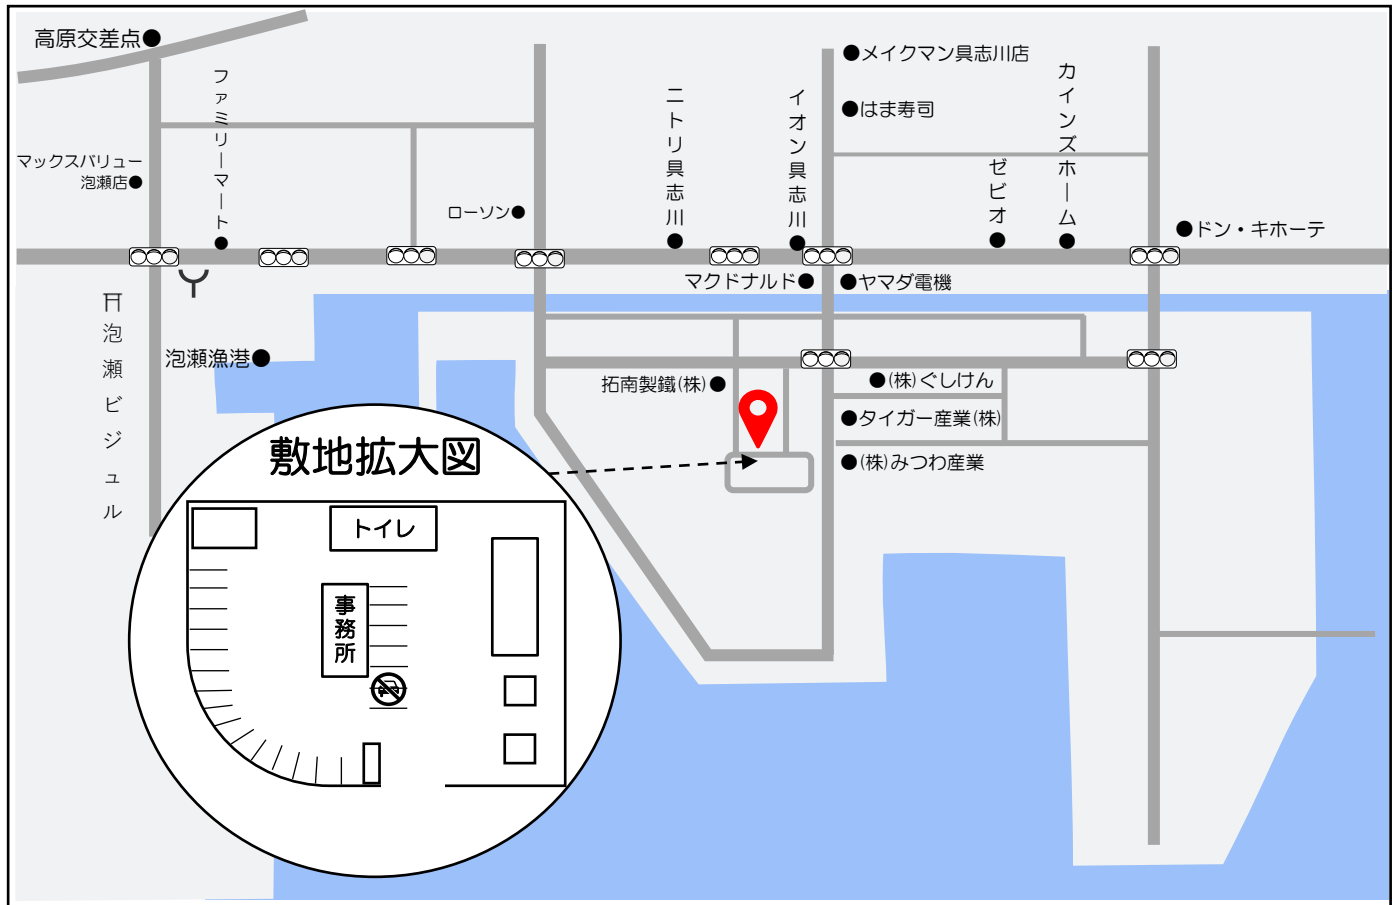 高原交差点
メイクマン具志川店
はま寿司
カインズホーム
ファミリーマート
ニトリ具志川
イオン具志川
ゼビオ
マックスバリュー
泡瀬店
ローソン
ドン・キホーテ
マクドナルド
ヤマダ電機
泡瀬ビジュル
泡瀬漁港
拓南製鐵(株)
(株)ぐしけん
タイガー産業(株)
(株)みつわ産業
敷地拡大図
トイレ
事務所